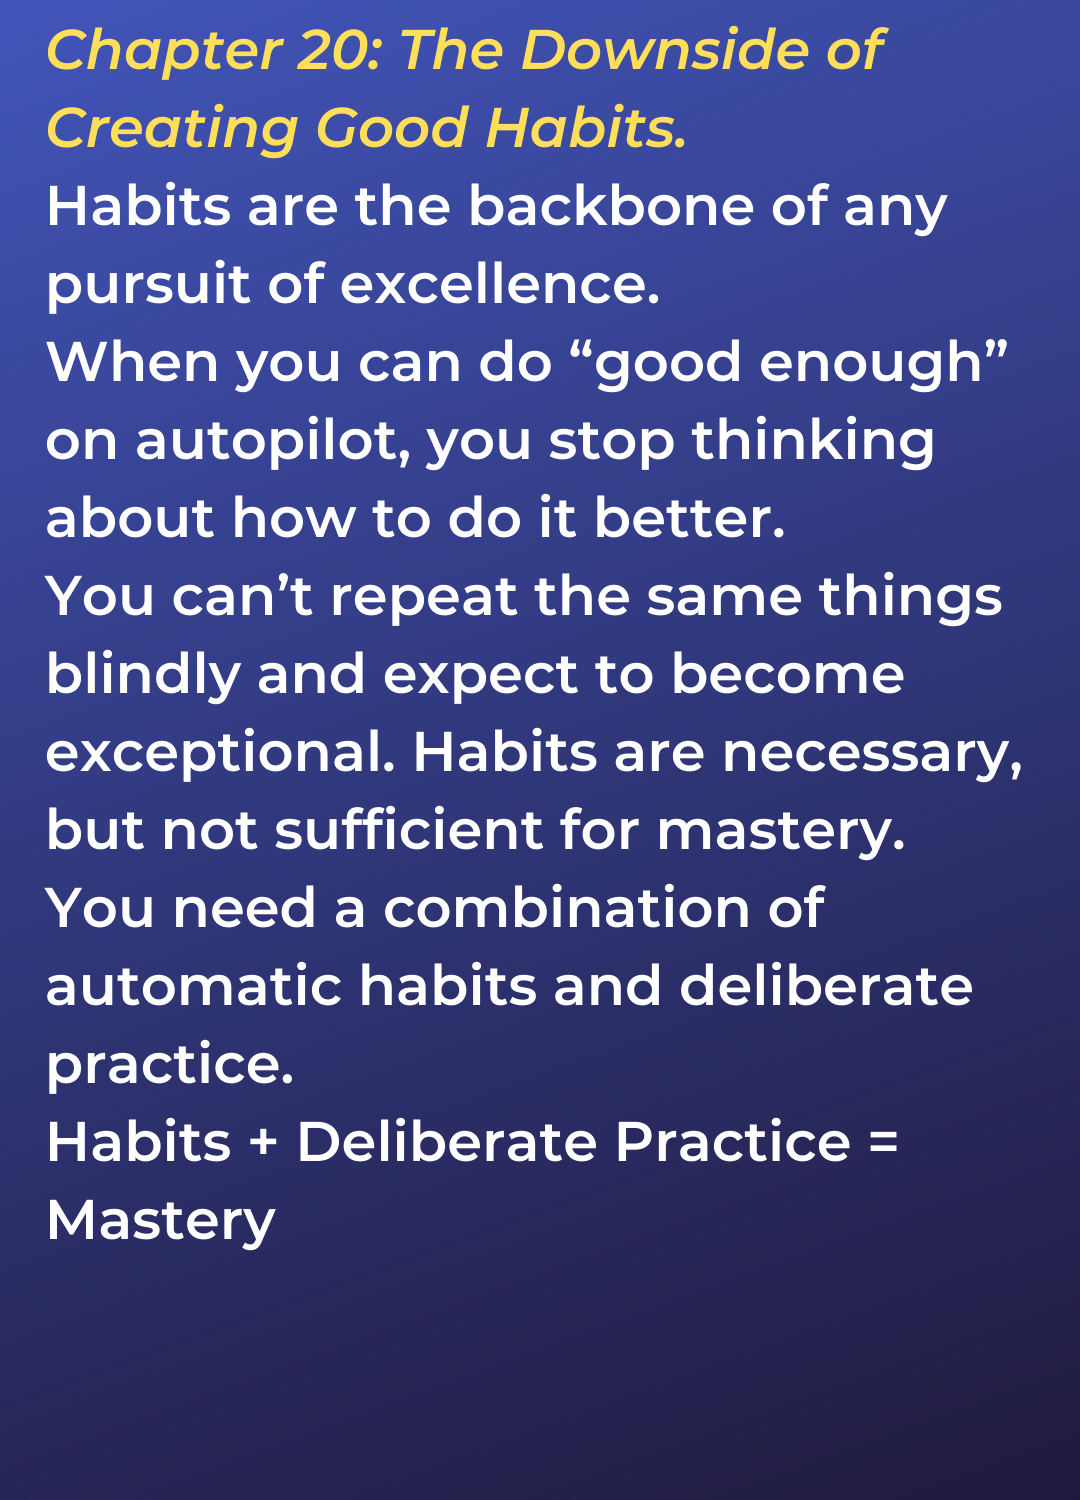 Chapter 20: The Downside of
Creating Good Habits.
Habits are the backbone of any
pursuit of excellence.
When you can do “good enough”
on autopilot, you stop thinking
about how to do it better.
You can’t repeat the same things
blindly and expect to become
exceptional. Habits are necessary,
but not sufficient for mastery.
You need a combination of
automatic habits and deliberate
practice.
Habits + Deliberate Practice =
Mastery